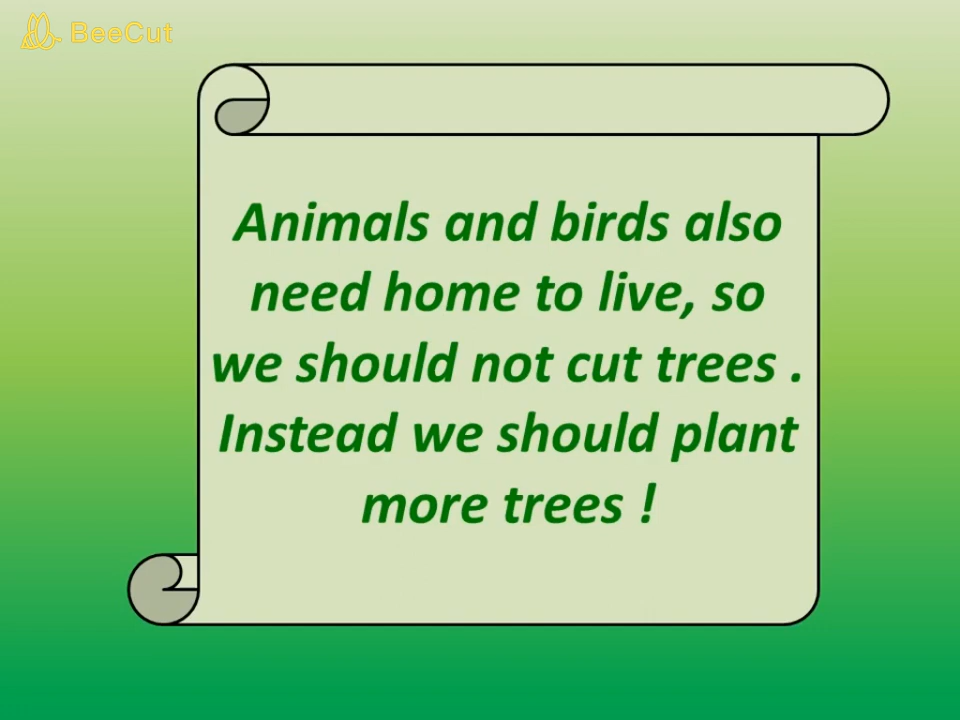 BeeCut
Animals and birds also
need home to live, so
we should not cut trees .
Instead we should plant
more trees !